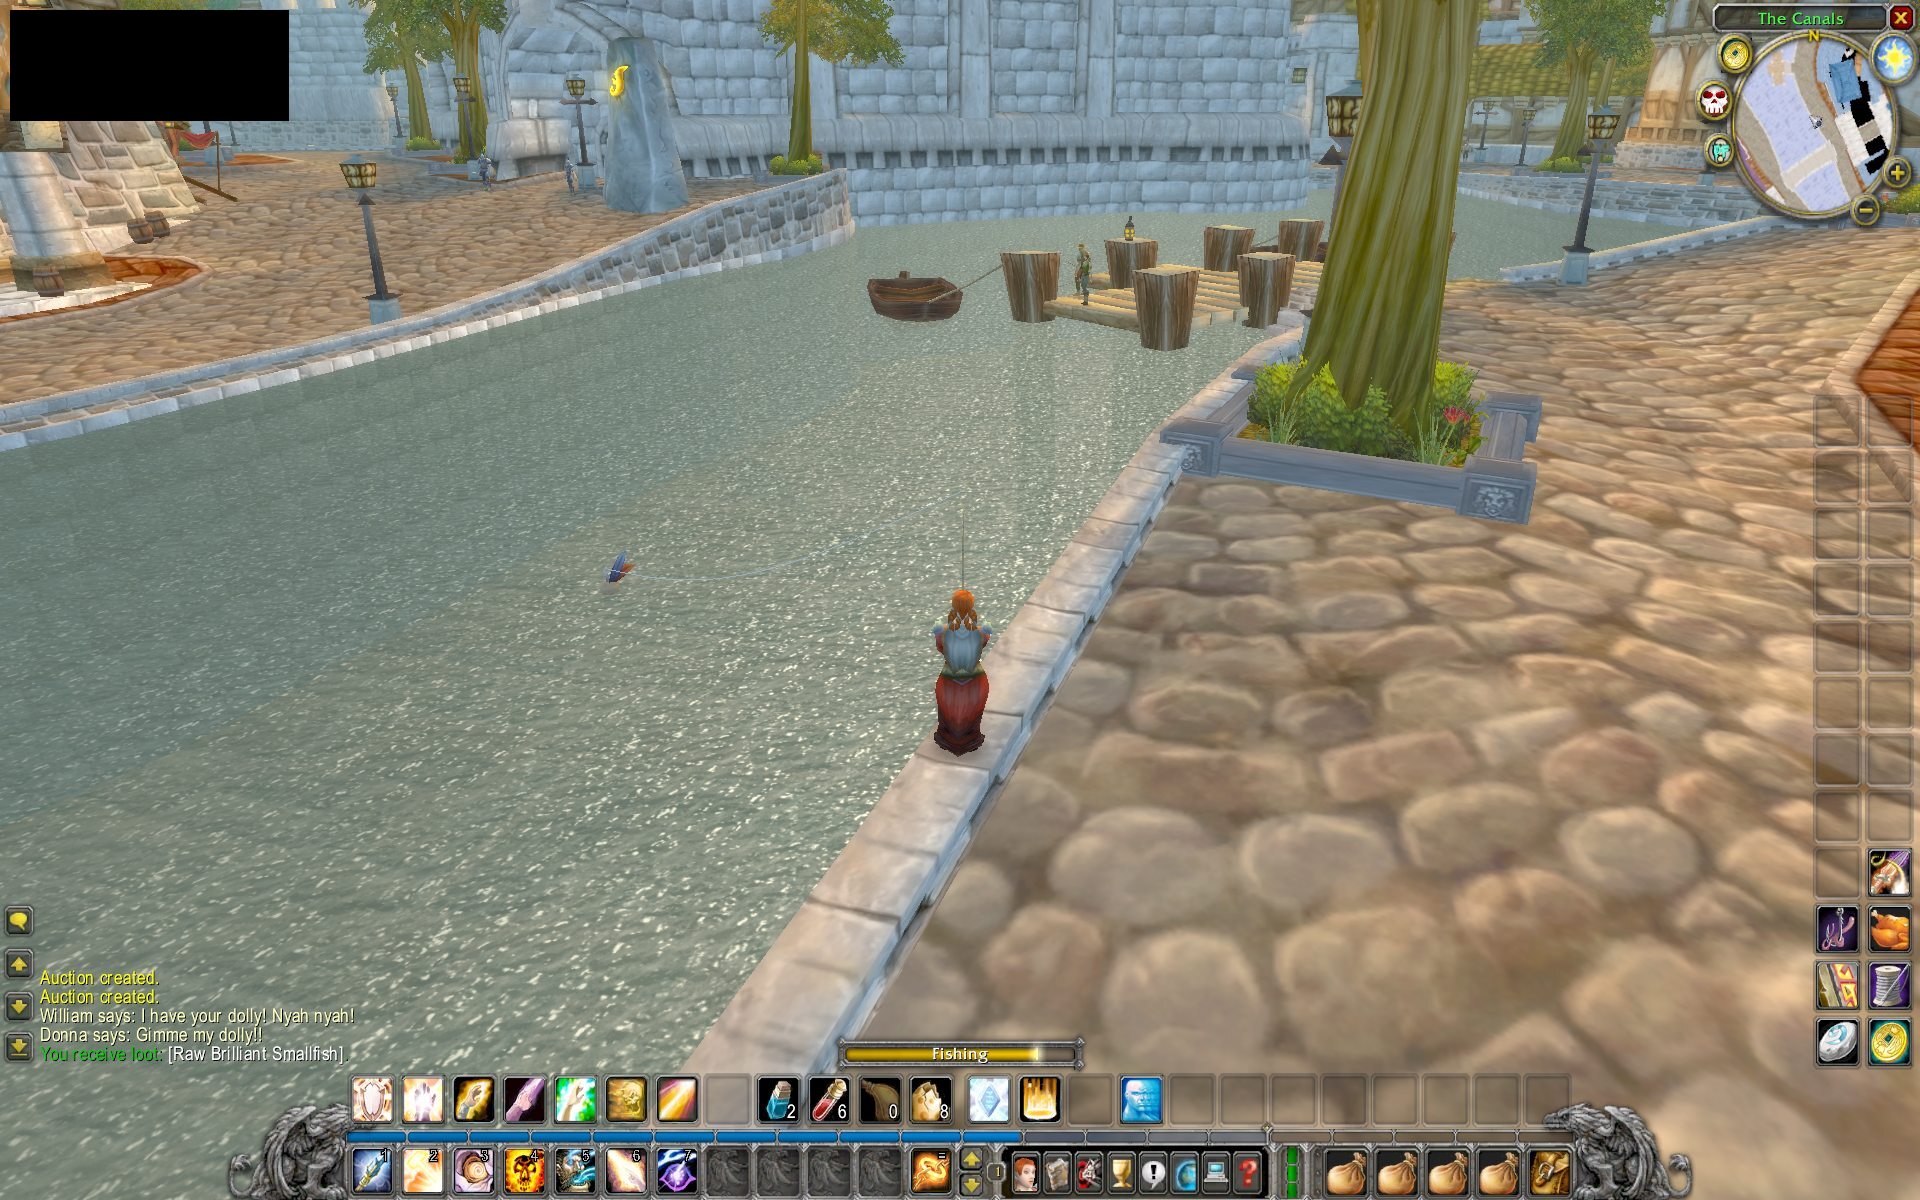 The Canals
N
Auction created.
Auction created.
William says: I have your dolly! Nyah nyah!
Donna says: Gimme my dolly!!
You receive loot: [Raw Brilliant Smallfish].
Fishing
2 6 0 8
1 2 3 4 5 6 7 = 1